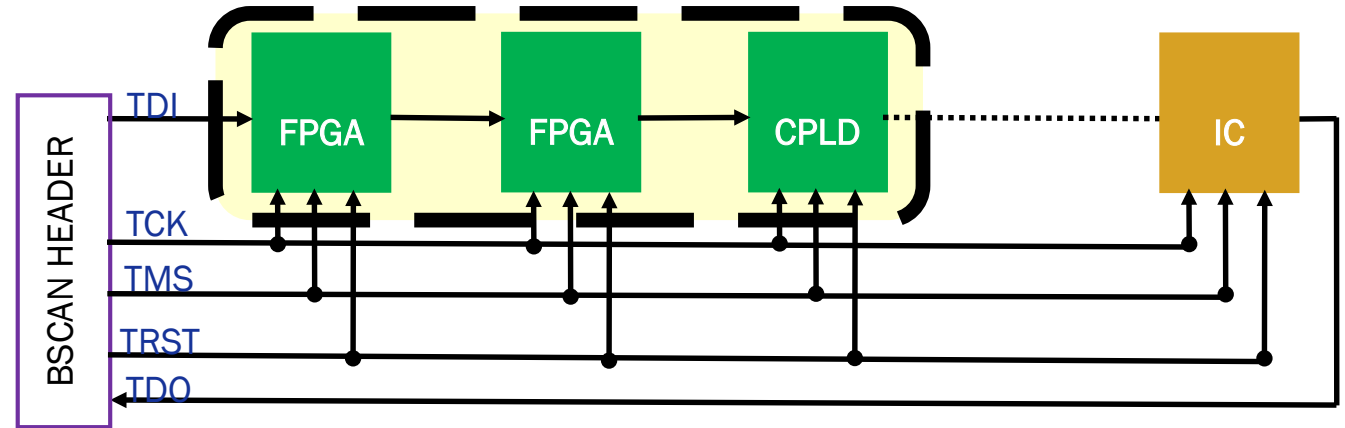 BSCAN HEADER
TDI
FPGA
FPGA
CPLD
IC
TCK
TMS
TRST
TDO